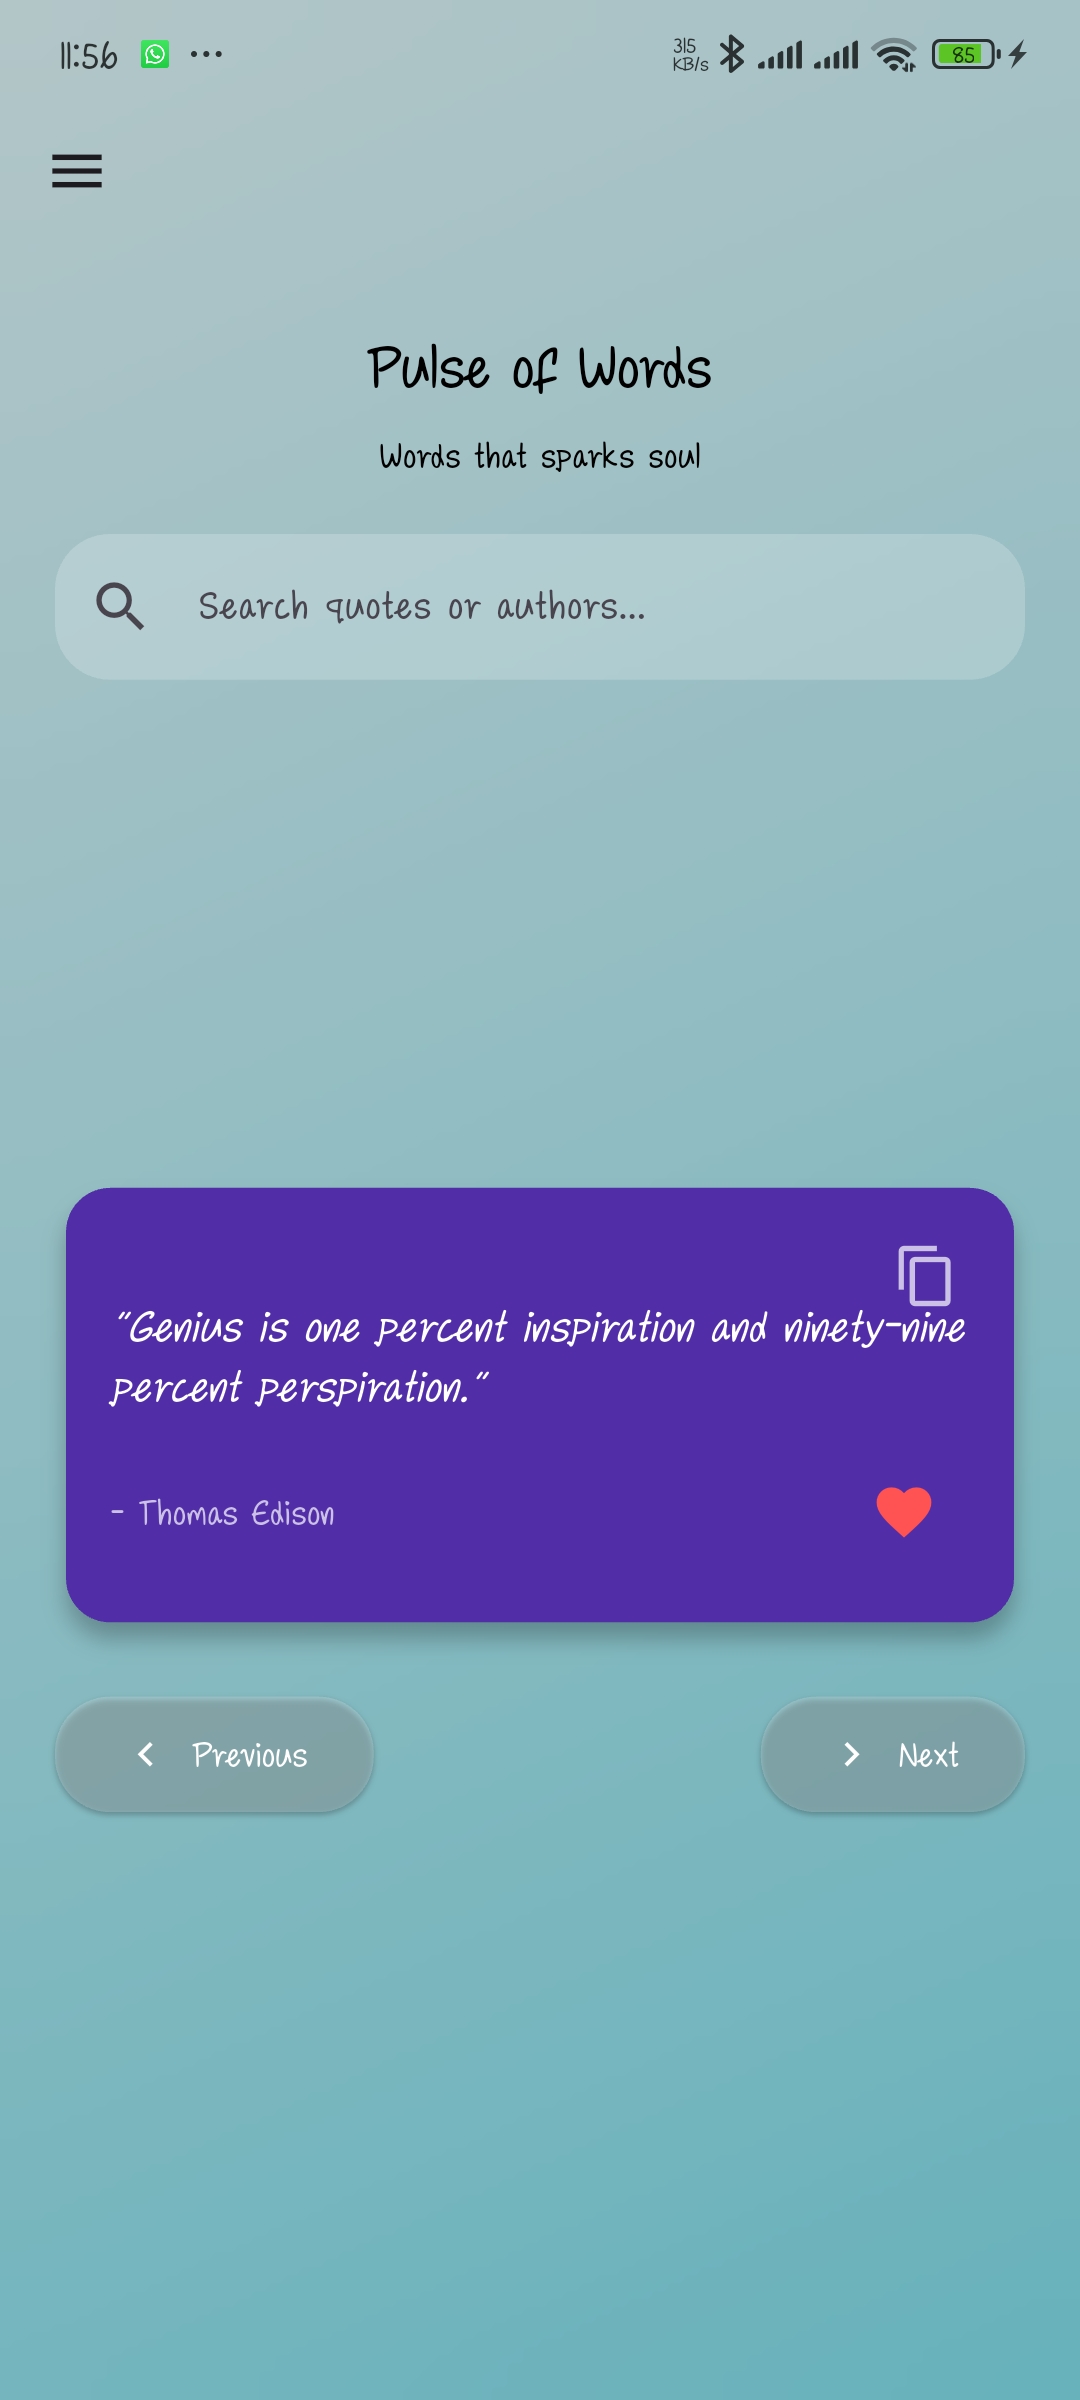 11:56
315
KB/s
85
Pulse of Words
Words that sparks soul
Search quotes or authors...
"Genius is one percent inspiration and ninety-nine
percent perspiration."
- Thomas Edison
Previous
Next